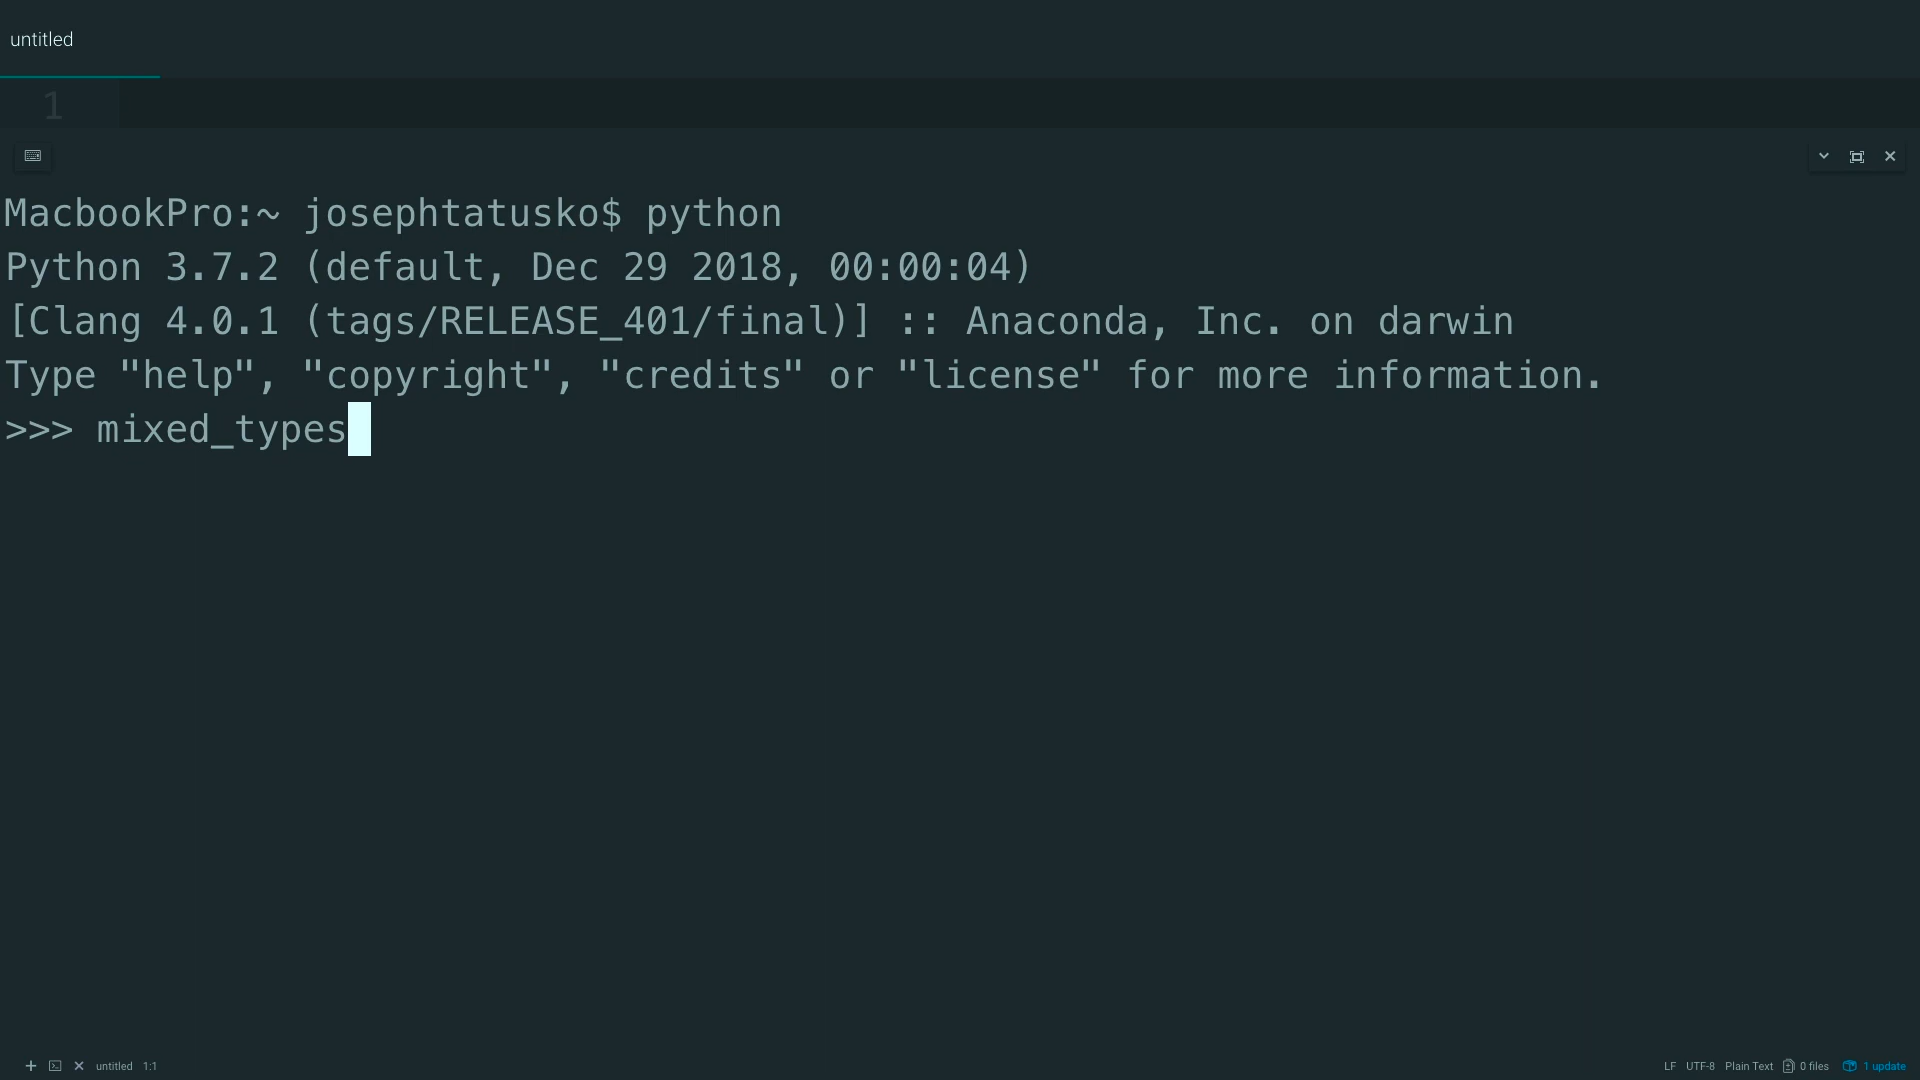 untitled
1
MacbookPro:~ josephtatusko$ python
Python 3.7.2 (default, Dec 29 2018, 00:00:04)
[Clang 4.0.1 (tags/RELEASE_401/final)] :: Anaconda, Inc. on darwin
Type "help", "copyright", "credits" or "license" for more information.
>>> mixed_types
untitled 1:1 LF UTF-8 Plain Text 0 files 1 update